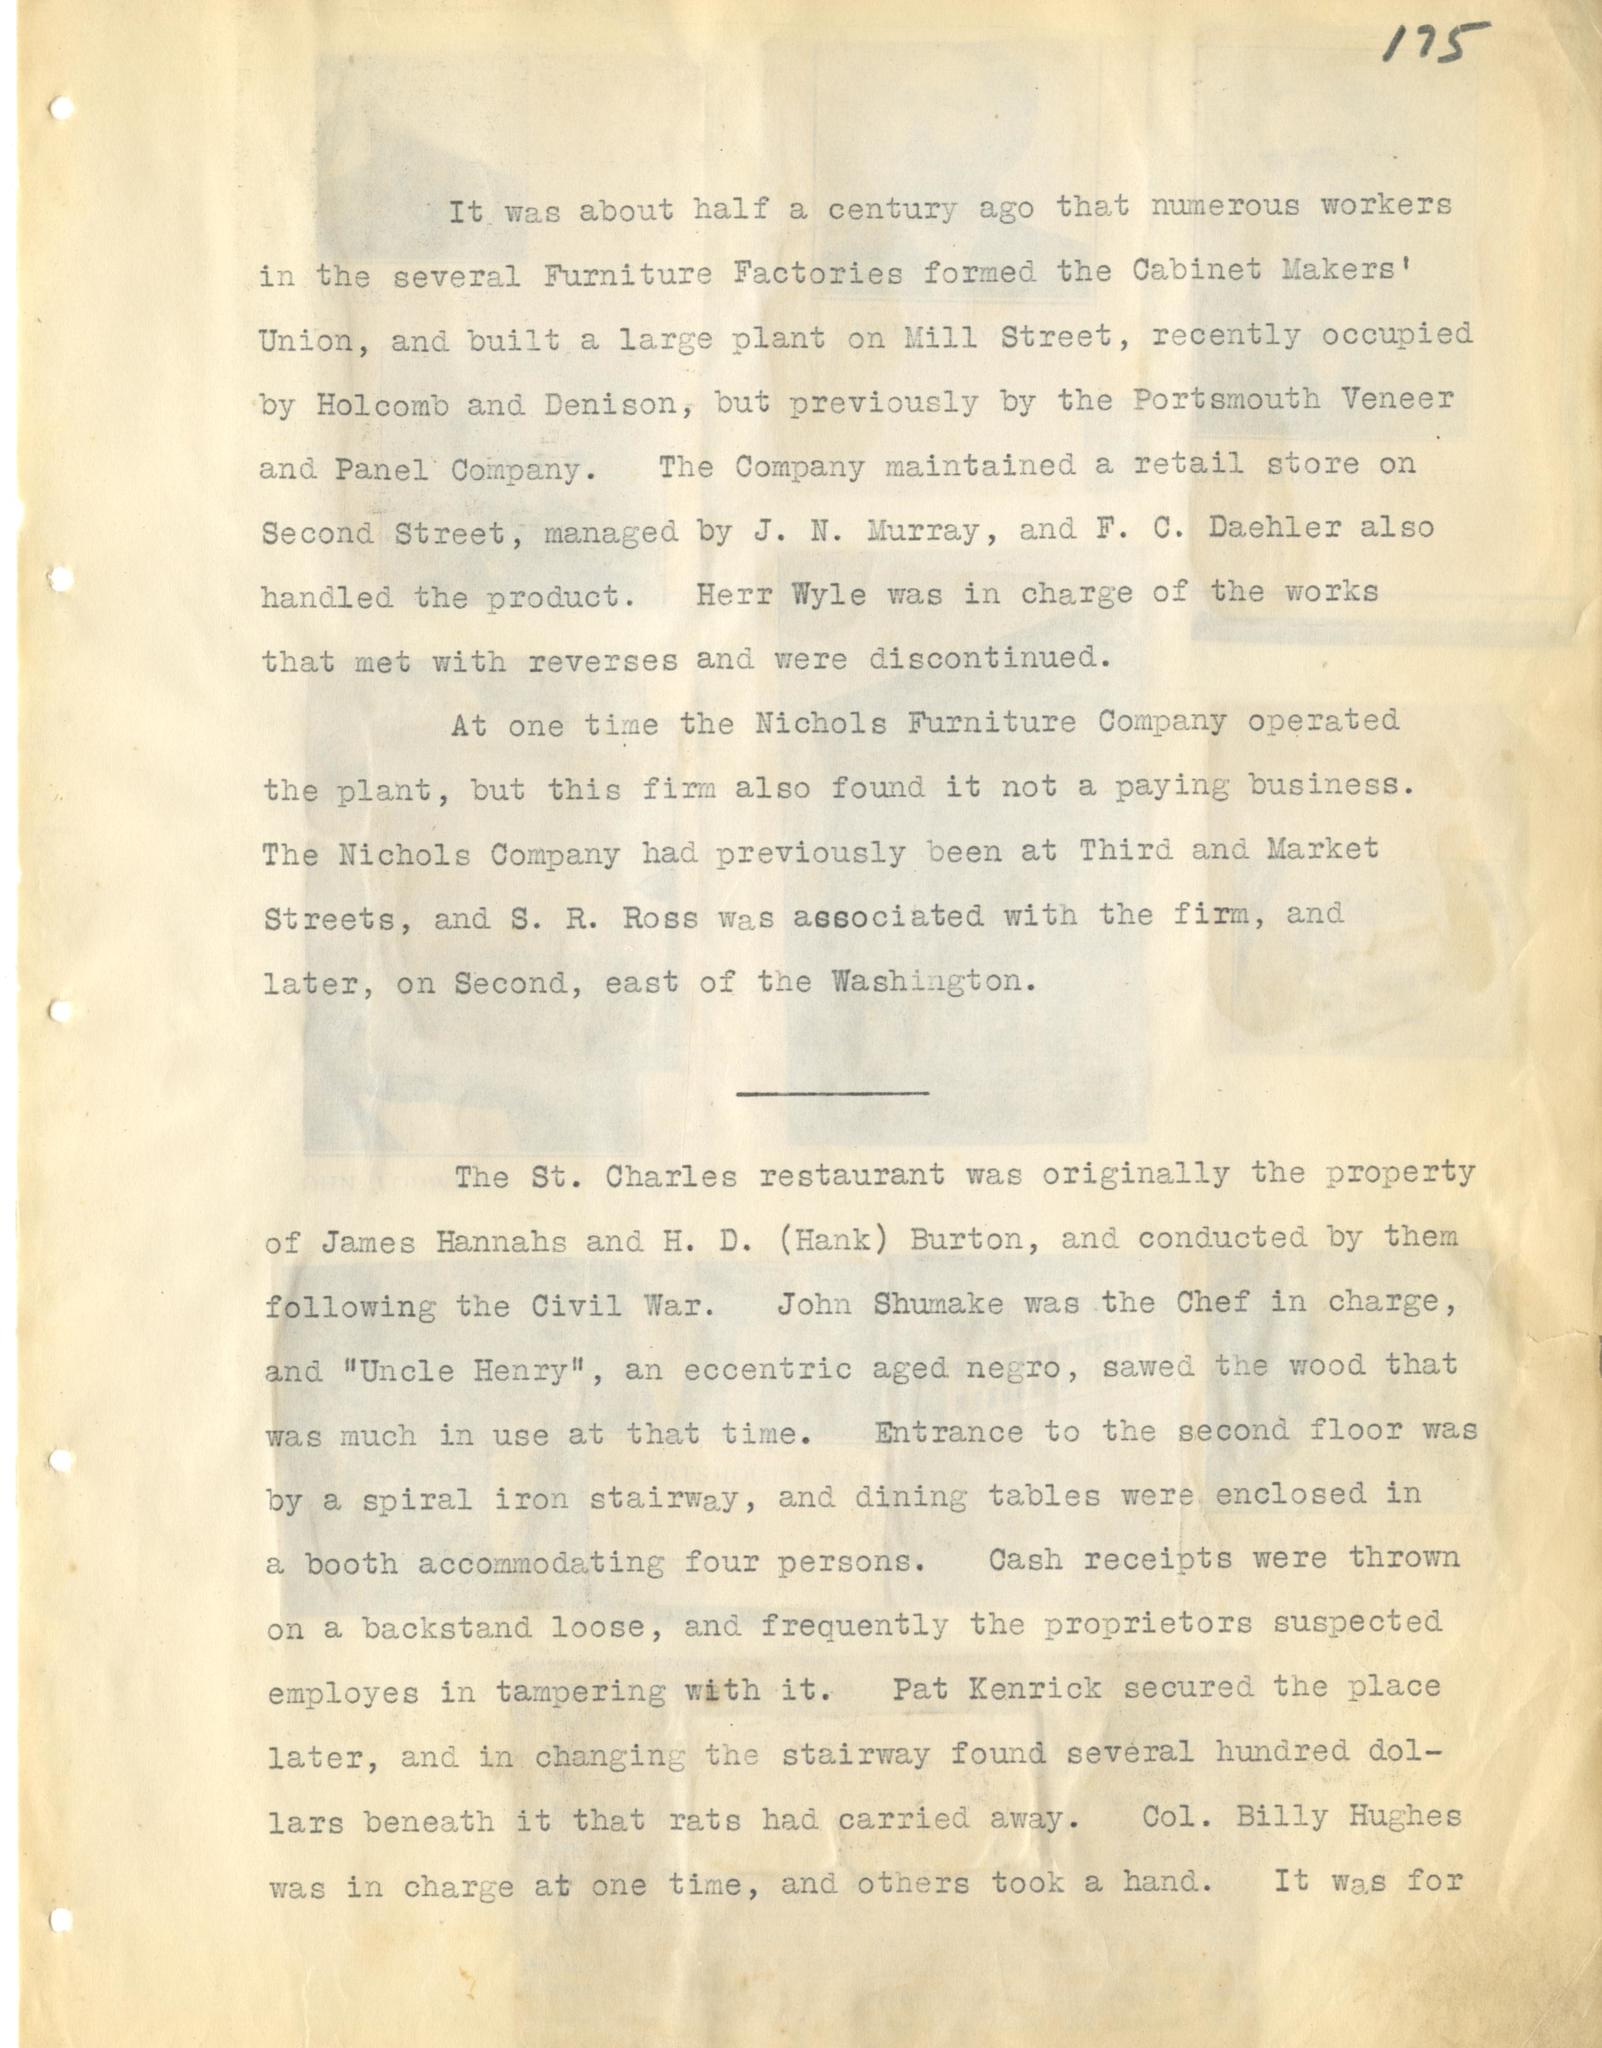 175
It was about half a century ago that numerous workers
in the several Furniture Factories formed the Cabinet Makers'
Union, and built a large plant on Mill Street, recently occupied
by Holcomb and Denison, but previously by the Portsmouth Veneer
and Panel Company. The Company maintained a retail store on
Second Street, managed by J. N. Murray, and F. C. Daehler also
handled the product. Herr Wyle was in charge of the works
that met with reverses and were discontinued.
At one time the Nichols Furniture Company operated
the plant, but this firm also found it not a paying business.
The Nichols Company had previously been at Third and Market
Streets, and S. R. Ross was associated with the firm, and
later, on Second, east of the Washington.
The St. Charles restaurant was originally the property
of James Hannahs and H. D. (Hank) Burton, and conducted by them
following the Civil War. John Shumake was the Chef in charge,
and "Uncle Henry", an eccentric aged negro, sawed the wood that
was much in use at that time. Entrance to the second floor was
by a spiral iron stairway, and dining tables were enclosed in
a booth accommodating four persons. Cash receipts were thrown
on a backstand loose, and frequently the proprietors suspected
employes in tampering with it. Pat Kenrick secured the place
later, and in changing the stairway found several hundred dol-
lars beneath it that rats had carried away. Col. Billy Hughes
was in charge at one time, and others took a hand. It was for